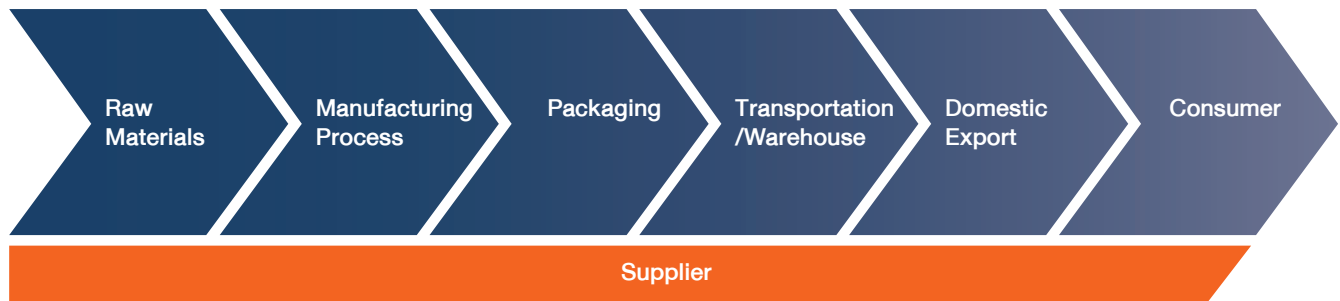 Raw
Materials
Manufacturing
Process
Packaging
Transportation
/Warehouse
Domestic
Export
Consumer
Supplier